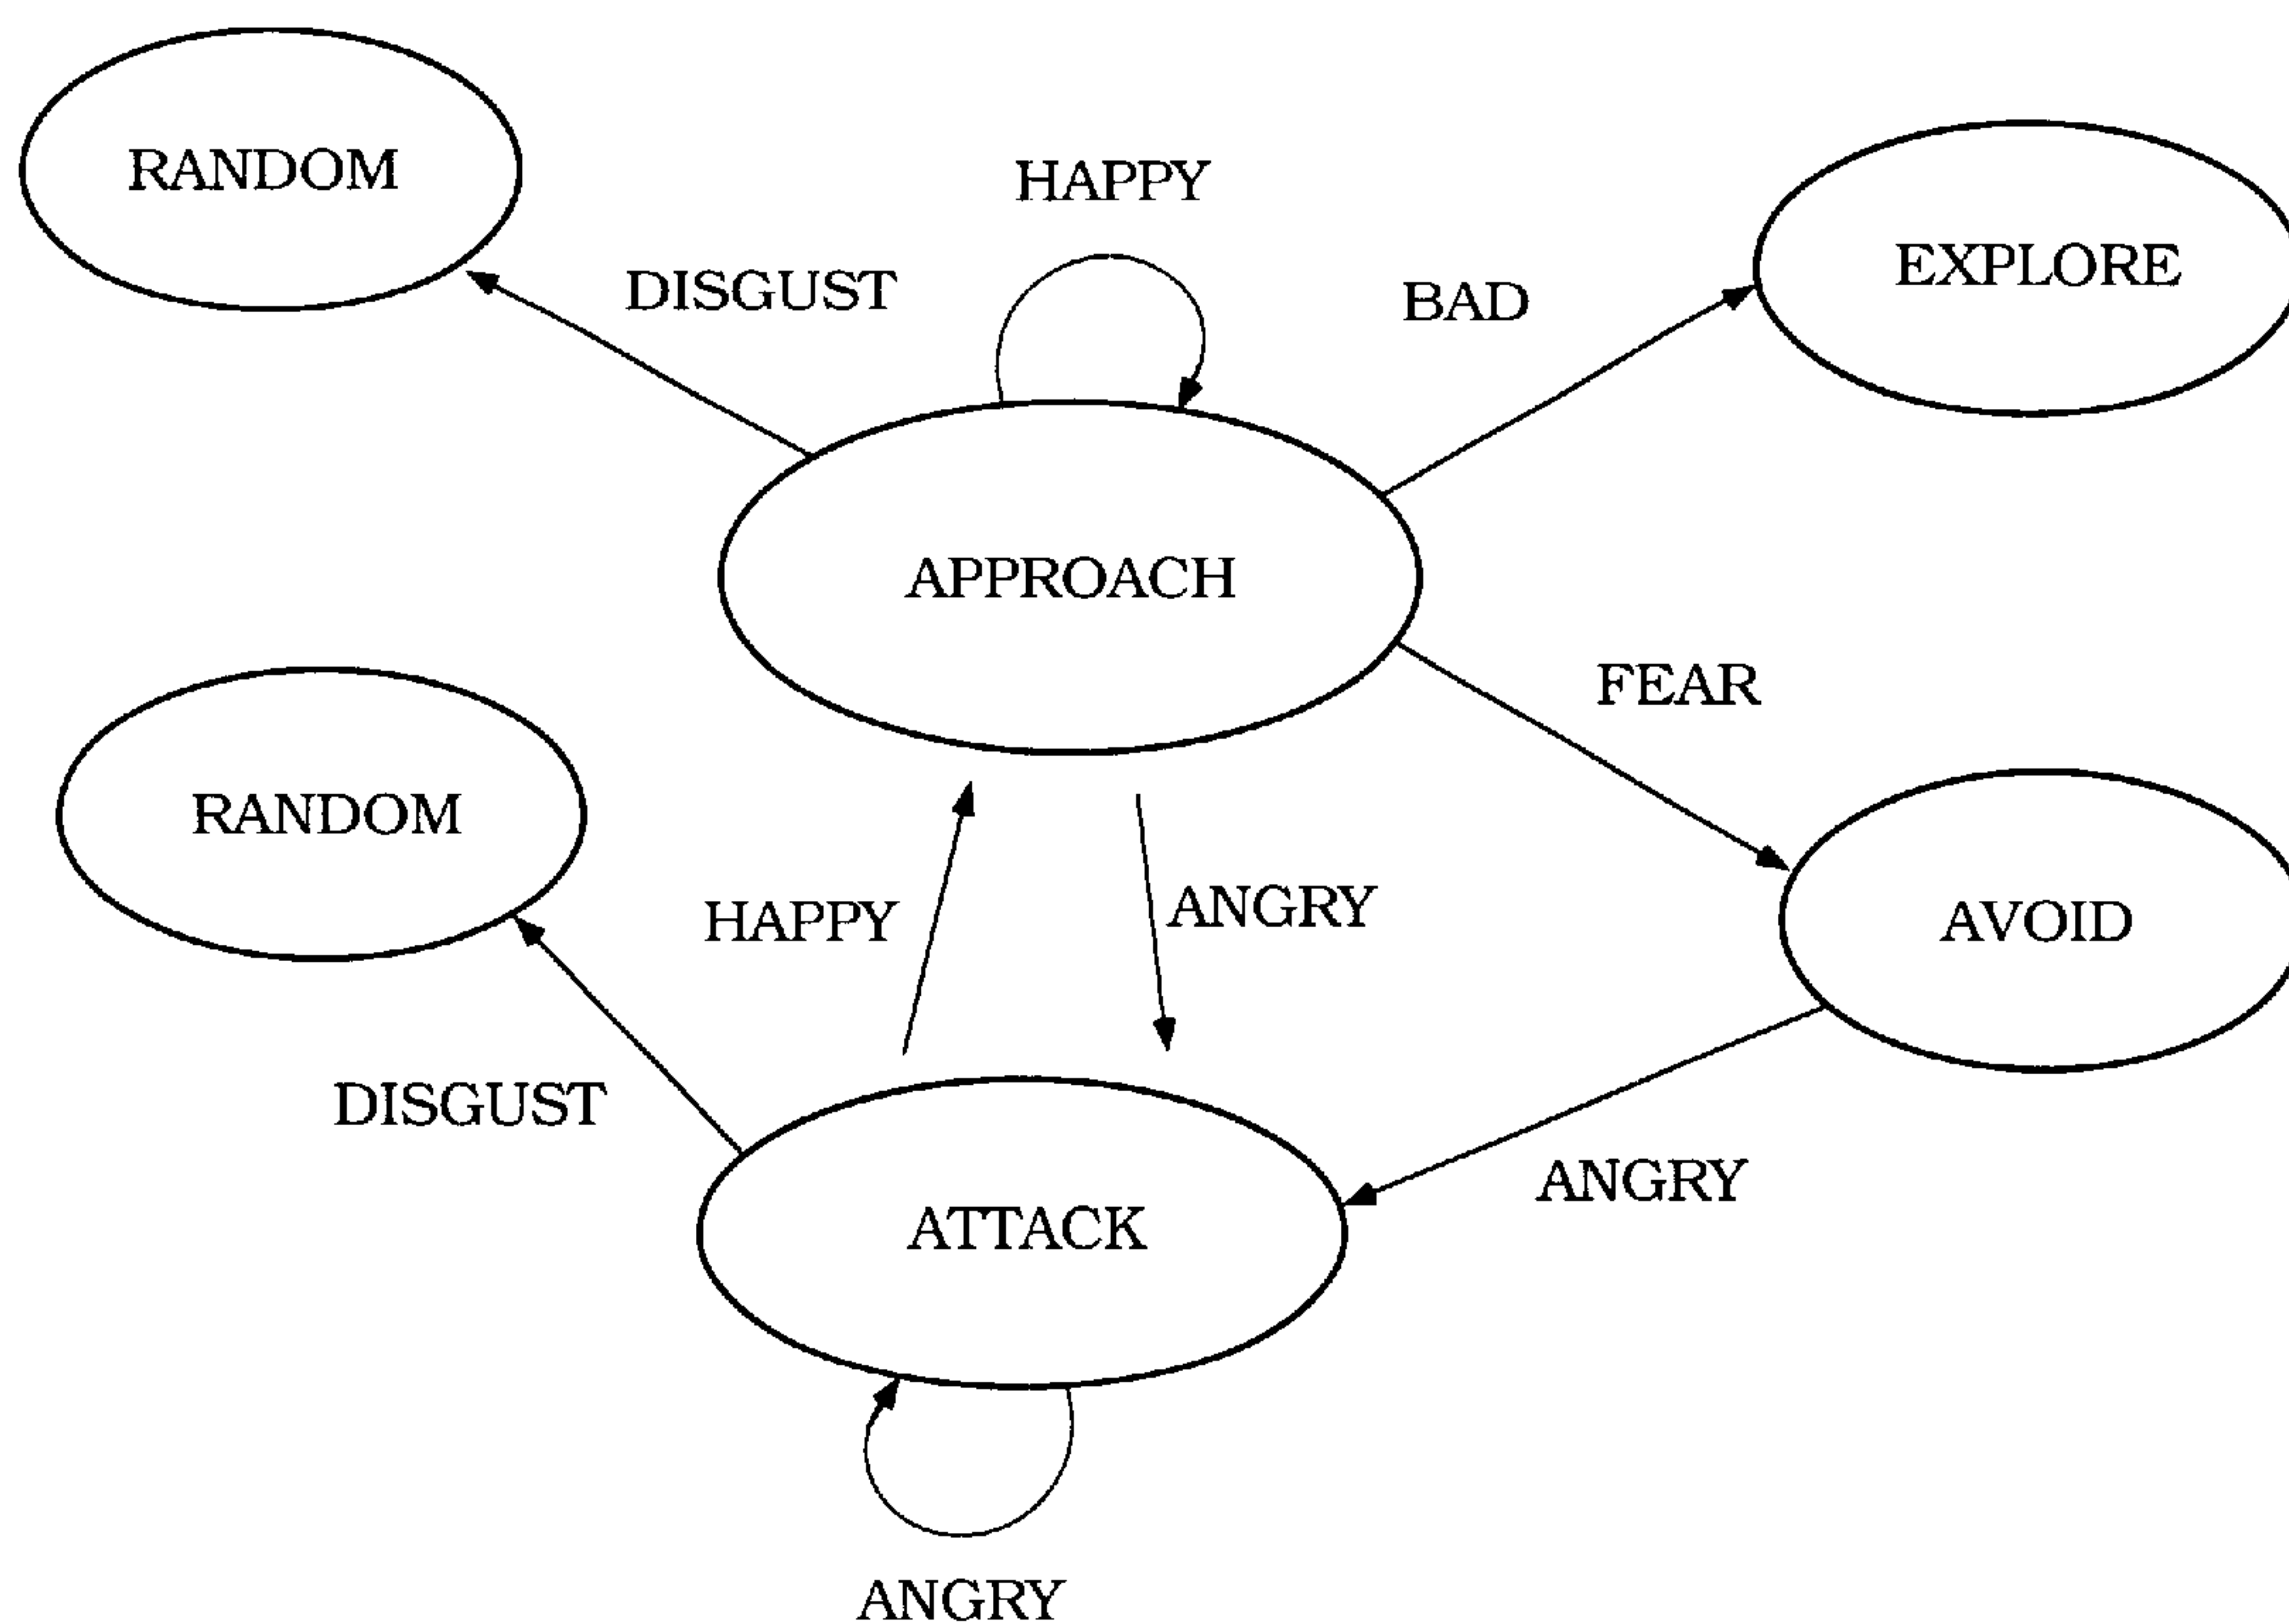 RANDOM
HAPPY
EXPLORE
DISGUST
BAD
APPROACH
FEAR
RANDOM
HAPPY
ANGRY
AVOID
DISGUST
ANGRY
ATTACK
ANGRY